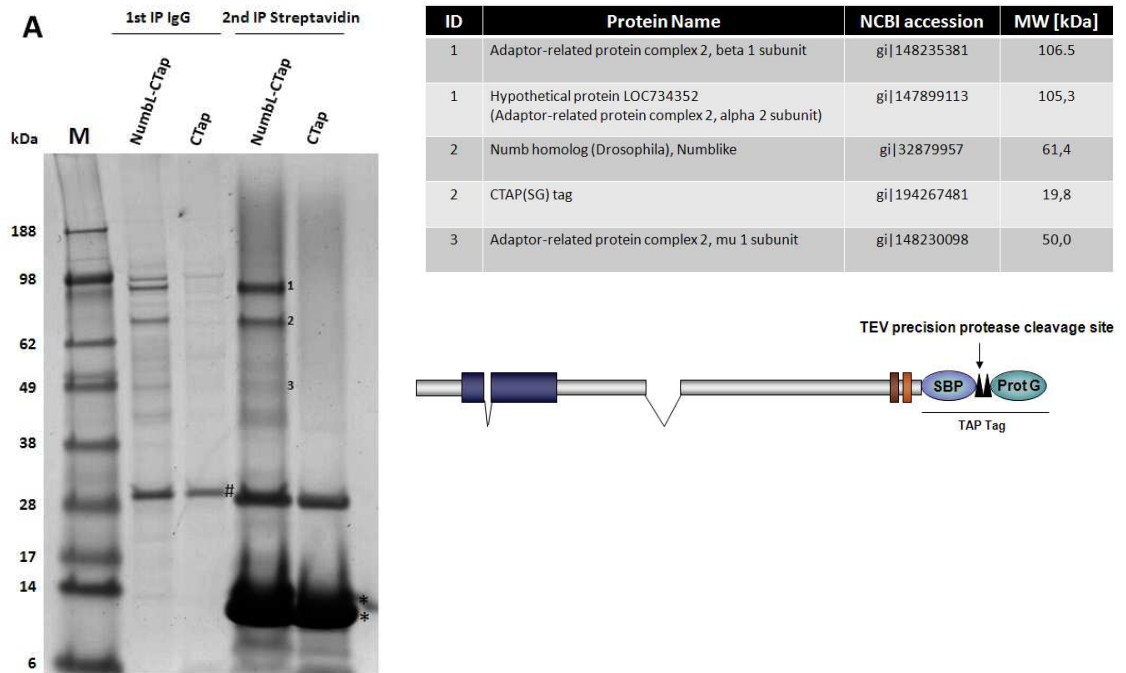 A
1st IP IgG 2nd IP Streptavidin
NumbL-CTap
CTap
NumbL-CTap
CTap
kDa M
188
98
62
49
38
28
17
14
6
1
2
3
#
*
*
ID Protein Name NCBI accession MW [kDa]
1 Adaptor-related protein complex 2, beta 1 subunit gi|148235381 106.5
1 Hypothetical protein LOC734352 gi|147899113 105,3
(Adaptor-related protein complex 2, alpha 2 subunit)
2 Numb homolog (Drosophila), Numblike gi|32879957 61,4
2 CTAP(SG) tag gi|194267481 19,8
3 Adaptor-related protein complex 2, mu 1 subunit gi|148230098 50,0
TEV precision protease cleavage site
SBP Prot G
TAP Tag